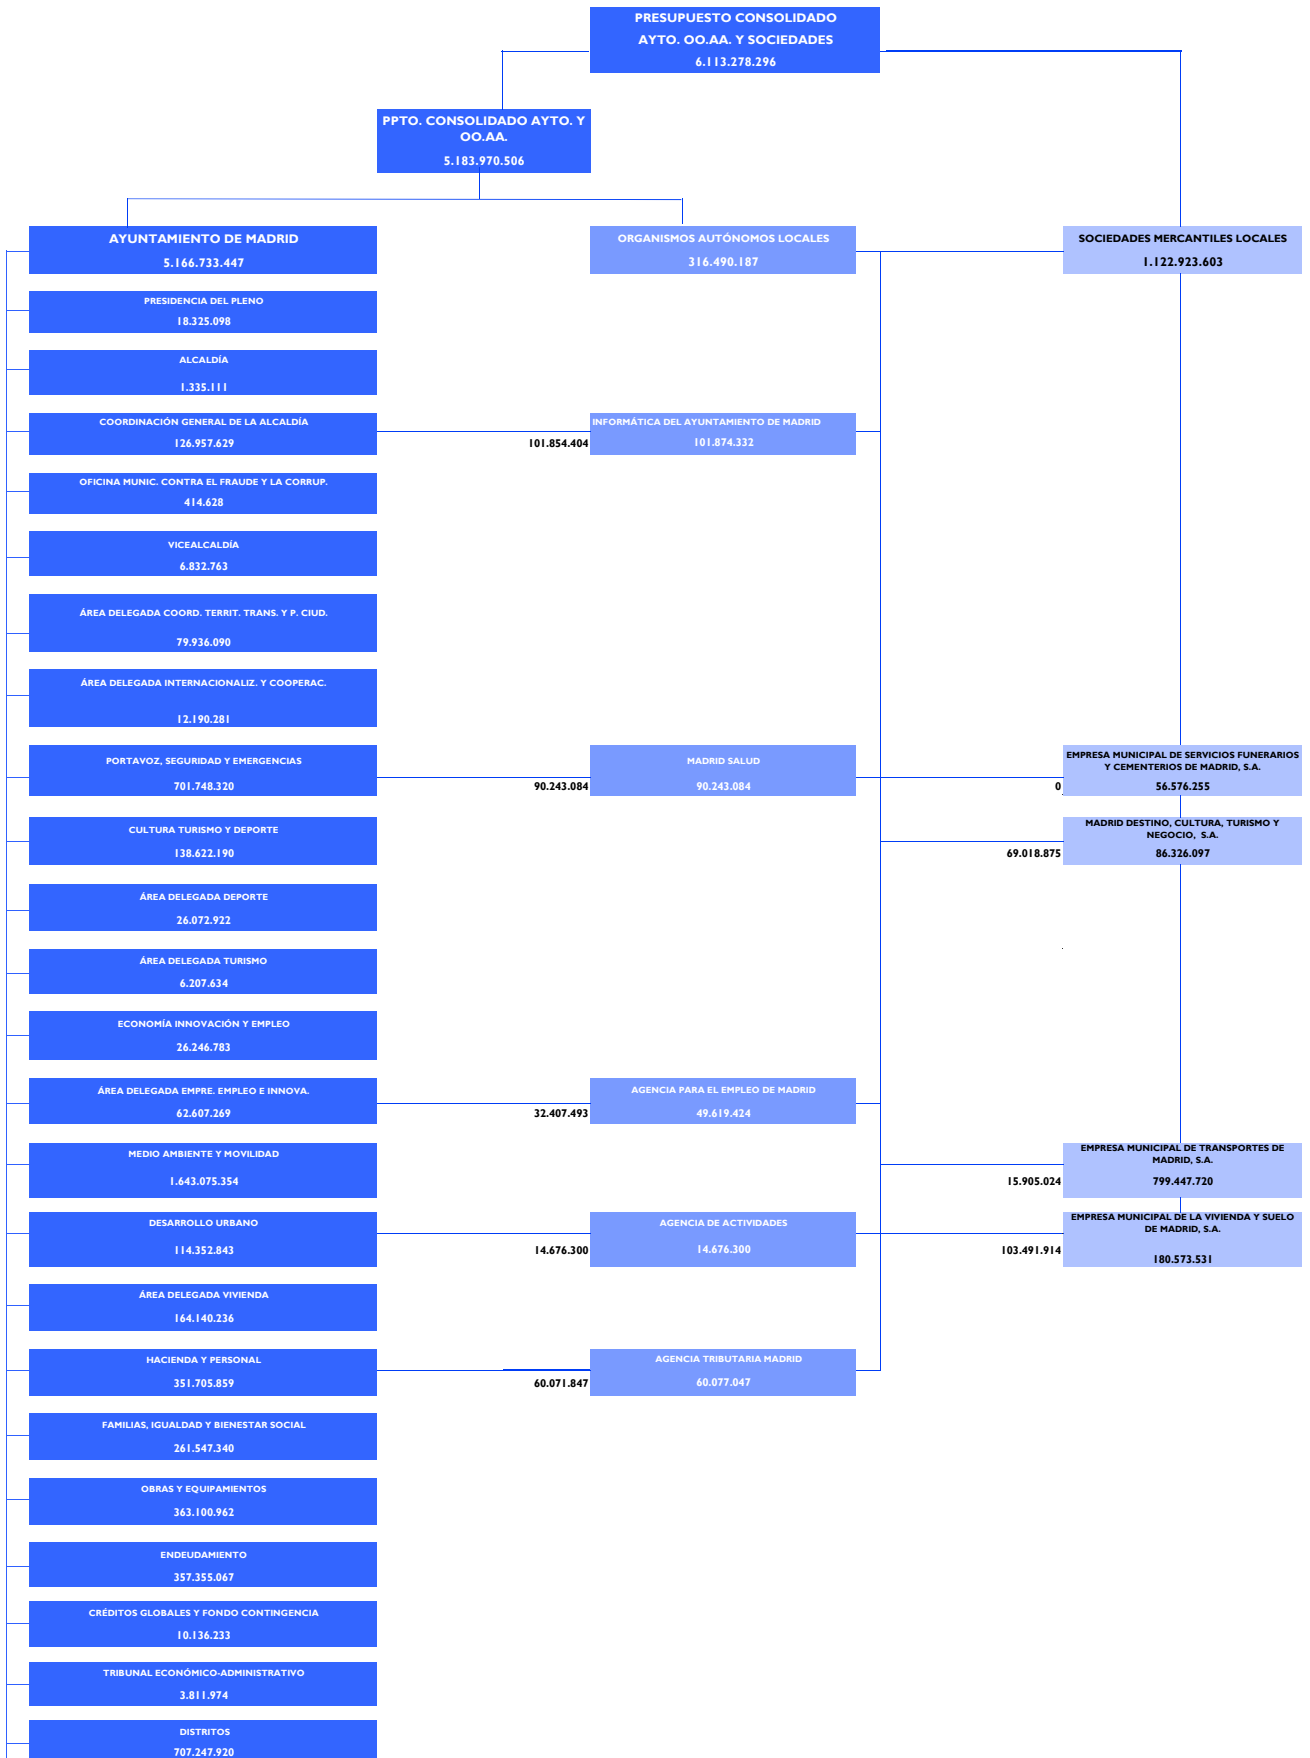 PRESUPUESTO CONSOLIDADO
AYTO. OO.AA. Y SOCIEDADES
6.113.278.296
PPTO. CONSOLIDADO AYTO. Y
OO.AA.
5.183.970.506
AYUNTAMIENTO DE MADRID
5.166.733.447
ORGANISMOS AUTÓNOMOS LOCALES
316.490.187
SOCIEDADES MERCANTILES LOCALES
1.122.923.603
PRESIDENCIA DEL PLENO
18.325.098
ALCALDÍA
1.335.111
COORDINACIÓN GENERAL DE LA ALCALDÍA
126.957.629
101.854.404
INFORMÁTICA DEL AYUNTAMIENTO DE MADRID
101.874.332
OFICINA MUNIC. CONTRA EL FRAUDE Y LA CORRUP.
414.628
VICEALCALDÍA
6.832.763
ÁREA DELEGADA COORD. TERRIT. TRANS. Y P. CIUD.
79.936.090
ÁREA DELEGADA INTERNACIONALIZ. Y COOPERAC.
12.190.281
PORTAVOZ, SEGURIDAD Y EMERGENCIAS
701.748.320
90.243.084
MADRID SALUD
90.243.084
0
EMPRESA MUNICIPAL DE SERVICIOS FUNERARIOS
Y CEMENTERIOS DE MADRID, S.A.
56.576.255
CULTURA TURISMO Y DEPORTE
138.622.190
69.018.875
MADRID DESTINO, CULTURA, TURISMO Y
NEGOCIO, S.A.
86.326.097
ÁREA DELEGADA DEPORTE
26.072.922
ÁREA DELEGADA TURISMO
6.207.634
ECONOMÍA INNOVACIÓN Y EMPLEO
26.246.783
ÁREA DELEGADA EMPRE. EMPLEO E INNOVA.
62.607.269
32.407.493
AGENCIA PARA EL EMPLEO DE MADRID
49.619.424
MEDIO AMBIENTE Y MOVILIDAD
1.643.075.354
15.905.024
EMPRESA MUNICIPAL DE TRANSPORTES DE
MADRID, S.A.
799.447.720
DESARROLLO URBANO
114.352.843
14.676.300
AGENCIA DE ACTIVIDADES
14.676.300
103.491.914
EMPRESA MUNICIPAL DE LA VIVIENDA Y SUELO
DE MADRID, S.A.
180.573.531
ÁREA DELEGADA VIVIENDA
164.140.236
HACIENDA Y PERSONAL
351.705.859
60.071.847
AGENCIA TRIBUTARIA MADRID
60.077.047
FAMILIAS, IGUALDAD Y BIENESTAR SOCIAL
261.547.340
OBRAS Y EQUIPAMIENTOS
363.100.962
ENDEUDAMIENTO
357.355.067
CRÉDITOS GLOBALES Y FONDO CONTINGENCIA
10.136.233
TRIBUNAL ECONÓMICO-ADMINISTRATIVO
3.811.974
DISTRITOS
707.247.920